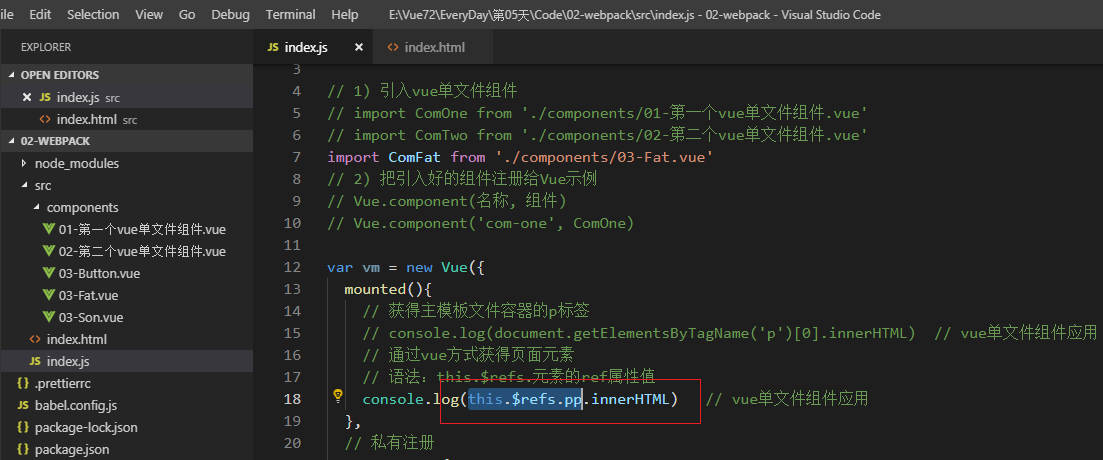 ile Edit Selection View Go Debug Terminal Help E:\Vue72\EveryDay\第05天\Code\02-webpack\src\index.js - 02-webpack - Visual Studio Code
EXPLORER
OPEN EDITORS
JS index.js src
<> index.html src
02-WEBPACK
node_modules
src
components
01-第一个vue单文件组件.vue
02-第二个vue单文件组件.vue
03-Button.vue
03-Fat.vue
03-Son.vue
<> index.html
JS index.js
{} .prettierrc
{} babel.config.js
{} package-lock.json
{} package.json
JS index.js
<> index.html
3
4 // 1) 引入vue单文件组件
5 // import ComOne from './components/01-第一个vue单文件组件.vue'
6 // import ComTwo from './components/02-第二个vue单文件组件.vue'
7 import ComFat from './components/03-Fat.vue'
8 // 2) 把引入好的组件注册给Vue示例
9 // Vue.component(名称, 组件)
10 // Vue.component('com-one', ComOne)
11
12 var vm = new Vue({
13 mounted(){
14 // 获得主模板文件容器的p标签
15 // console.log(document.getElementsByTagName('p')[0].innerHTML) // vue单文件组件应用
16 // 通过vue方式获得页面元素
17 // 语法：this.$refs.元素的ref属性值
18 console.log(this.$refs.pp.innerHTML) // vue单文件组件应用
19 },
20 // 私有注册